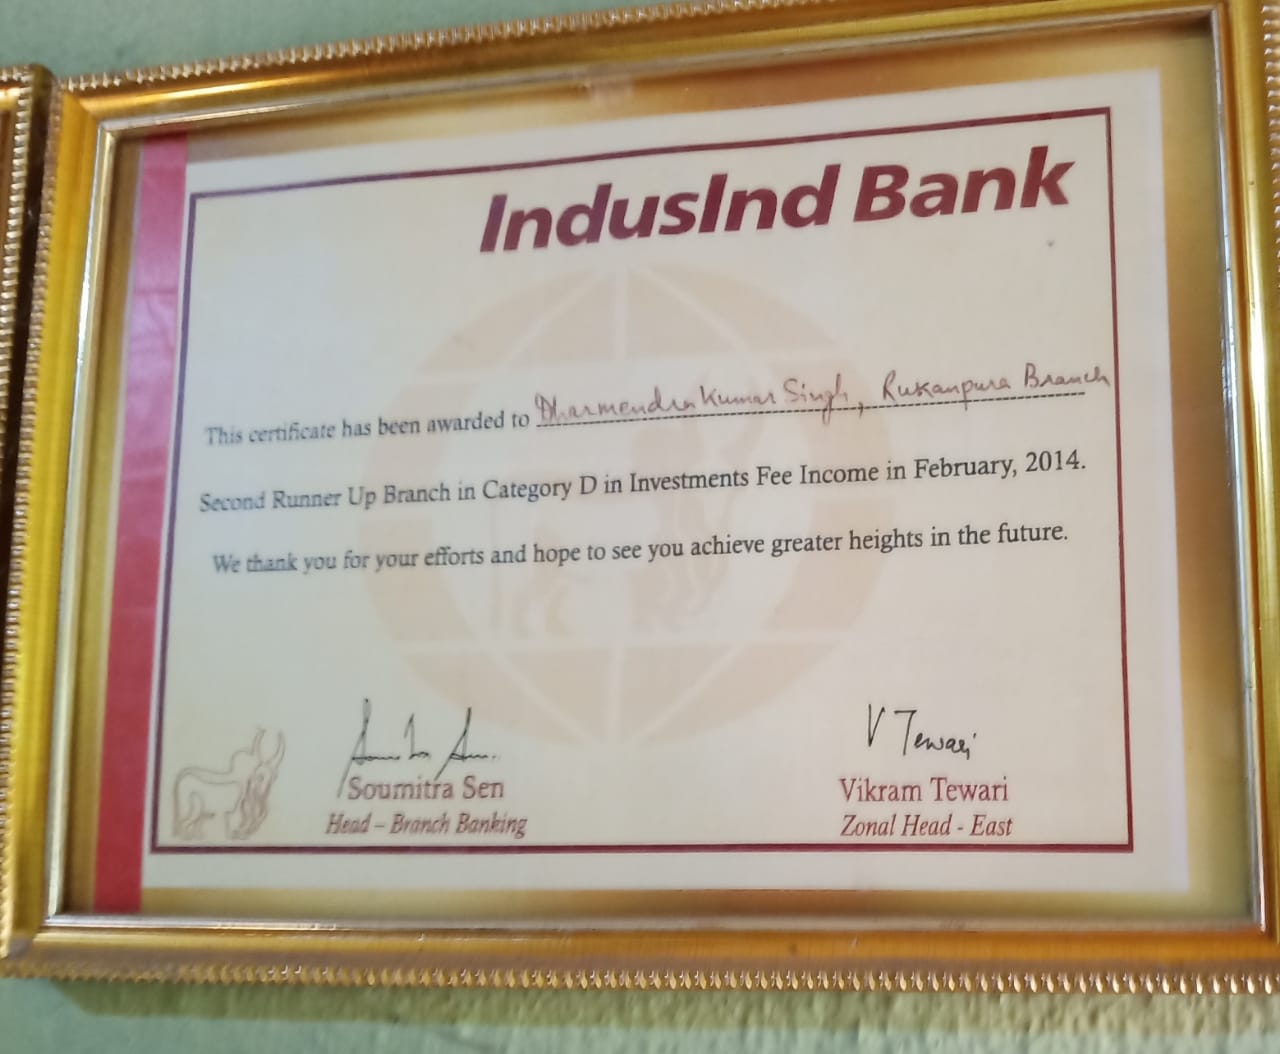 IndusInd Bank
This certificate has been awarded to Dharmendra Kumar Singh, Rukanpura Branch
Second Runner Up Branch in Category D in Investments Fee Income in February, 2014.
We thank you for your efforts and hope to see you achieve greater heights in the future.
V Tewari
Soumitra Sen
Head – Branch Banking
Vikram Tewari
Zonal Head - East